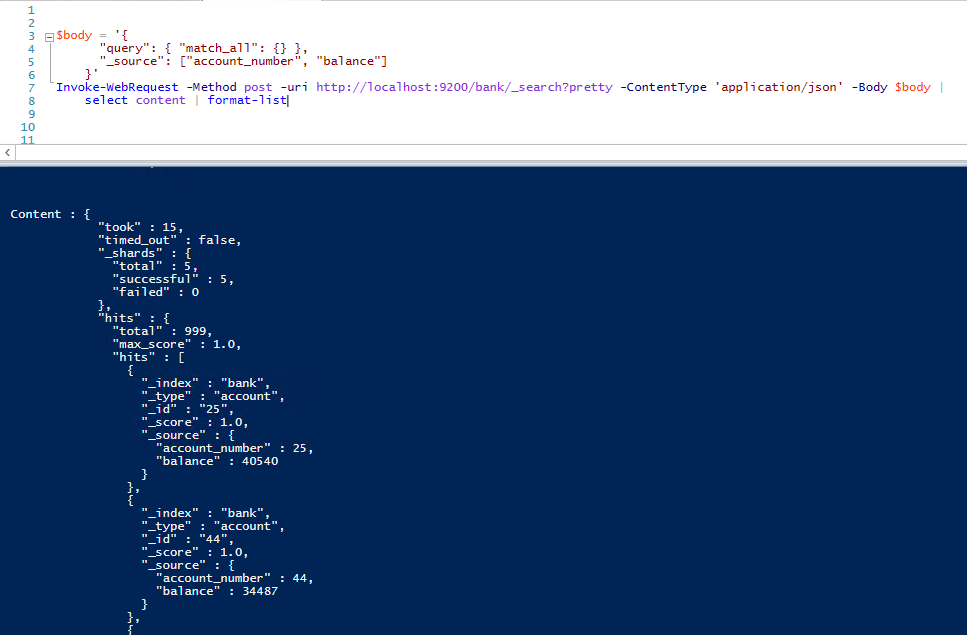 1
2
3 $body = '{
4 "query": { "match_all": {} },
5 "_source": ["account_number", "balance"]
6 }'
7 Invoke-WebRequest -Method post -uri http://localhost:9200/bank/_search?pretty -ContentType 'application/json' -Body $body |
8 select content | format-list
9
10
11
Content : {
"took" : 15,
"timed_out" : false,
"_shards" : {
"total" : 5,
"successful" : 5,
"failed" : 0
},
"hits" : {
"total" : 999,
"max_score" : 1.0,
"hits" : [
{
"_index" : "bank",
"_type" : "account",
"_id" : "25",
"_score" : 1.0,
"_source" : {
"account_number" : 25,
"balance" : 40540
}
},
{
"_index" : "bank",
"_type" : "account",
"_id" : "44",
"_score" : 1.0,
"_source" : {
"account_number" : 44,
"balance" : 34487
}
},
{